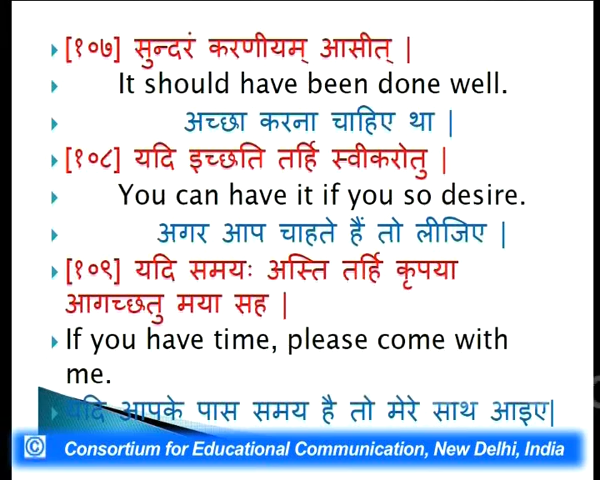 [१०७] सुन्दरं करणीयम् आसीत् |
It should have been done well.
अच्छा करना चाहिए था |
[१०८] यदि इच्छति तर्हि स्वीकरोतु |
You can have it if you so desire.
अगर आप चाहते हैं तो लीजिए |
[१०९] यदि समयः अस्ति तर्हि कृपया
आगच्छतु मया सह |
If you have time, please come with
me.
यदि आपके पास समय है तो मेरे साथ आइए|
© Consortium for Educational Communication, New Delhi, India